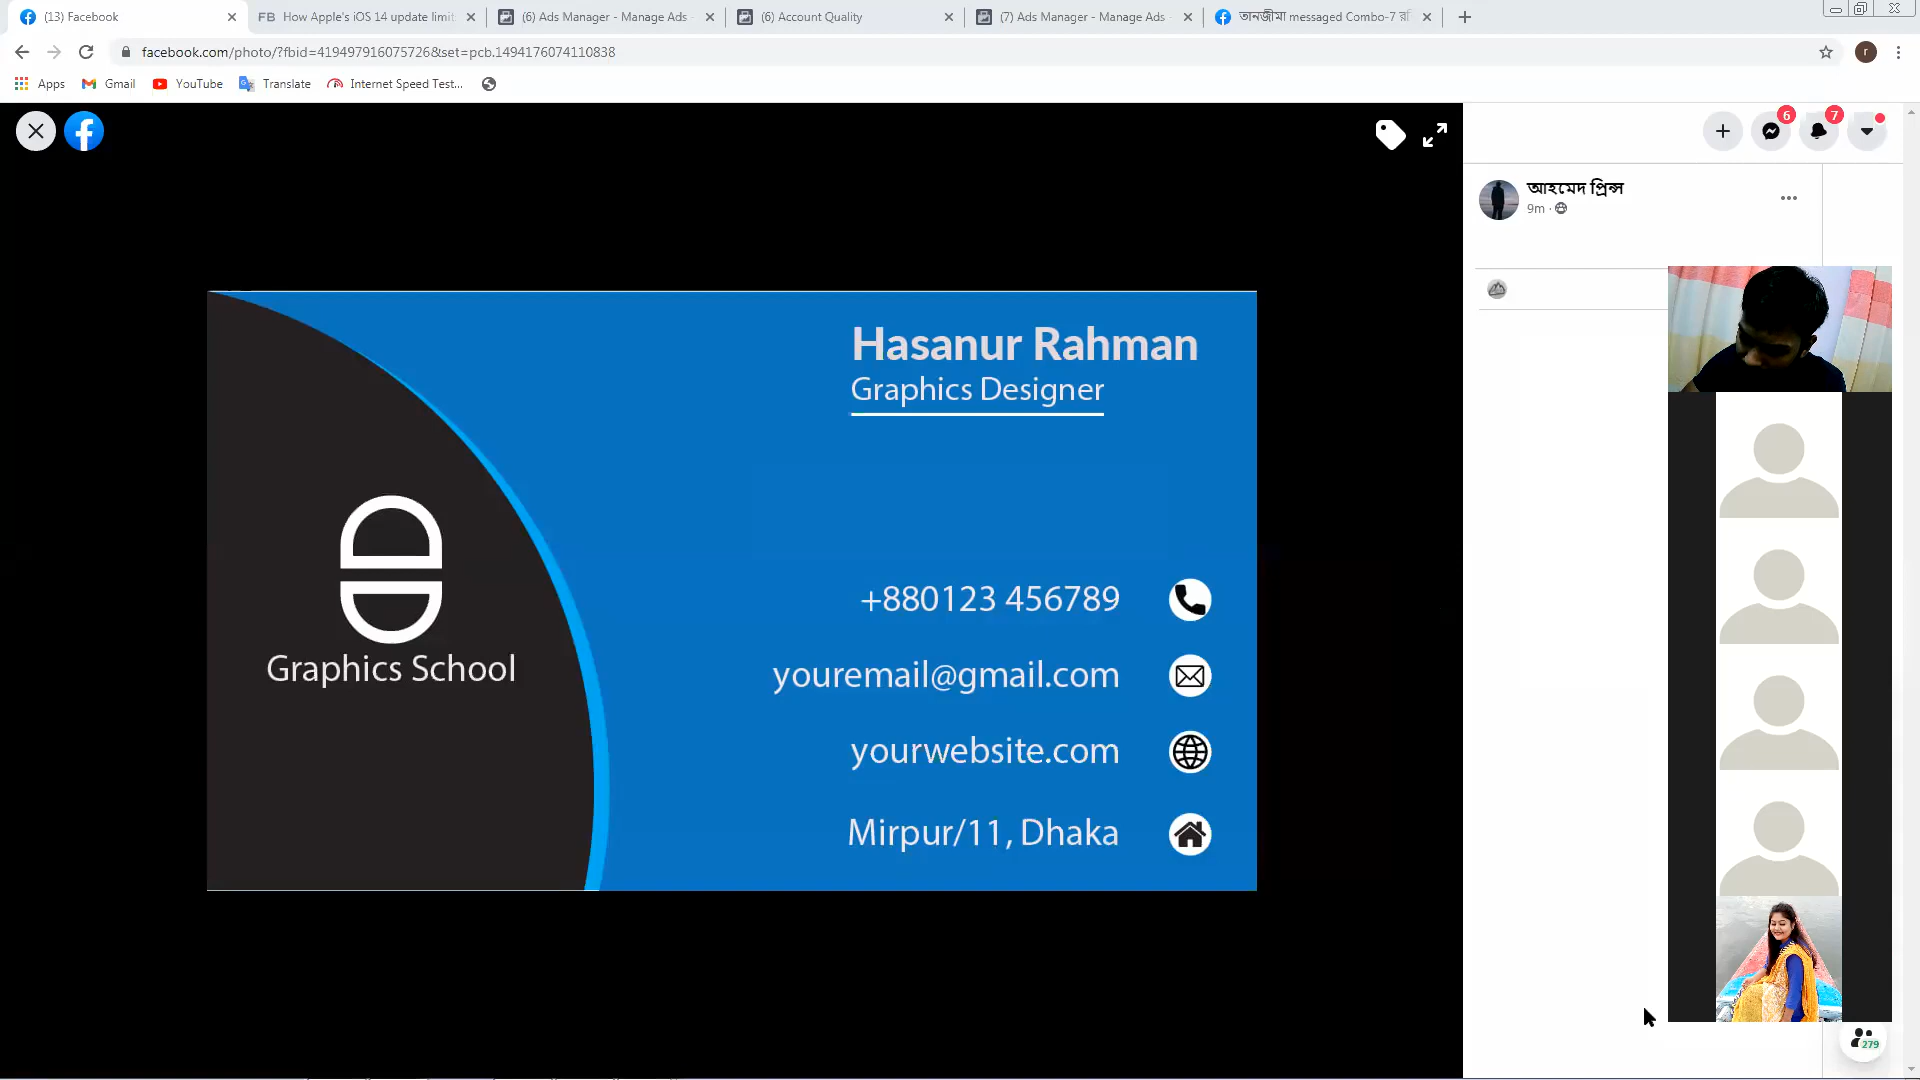 (13) Facebook
FB How Apple's iOS 14 update limit
(6) Ads Manager - Manage Ads
(6) Account Quality
(7) Ads Manager - Manage Ads
তানজীমা messaged Combo-7
facebook.com/photo/?fbid=419497916075726&set=pcb.1494176074110838
r
Apps
Gmail
YouTube
Translate
Internet Speed Test...
6
7
আহমেদ প্রিন্স
9m ·
Hasanur Rahman
Graphics Designer
Graphics School
+880123 456789
youremail@gmail.com
yourwebsite.com
Mirpur/11, Dhaka
279